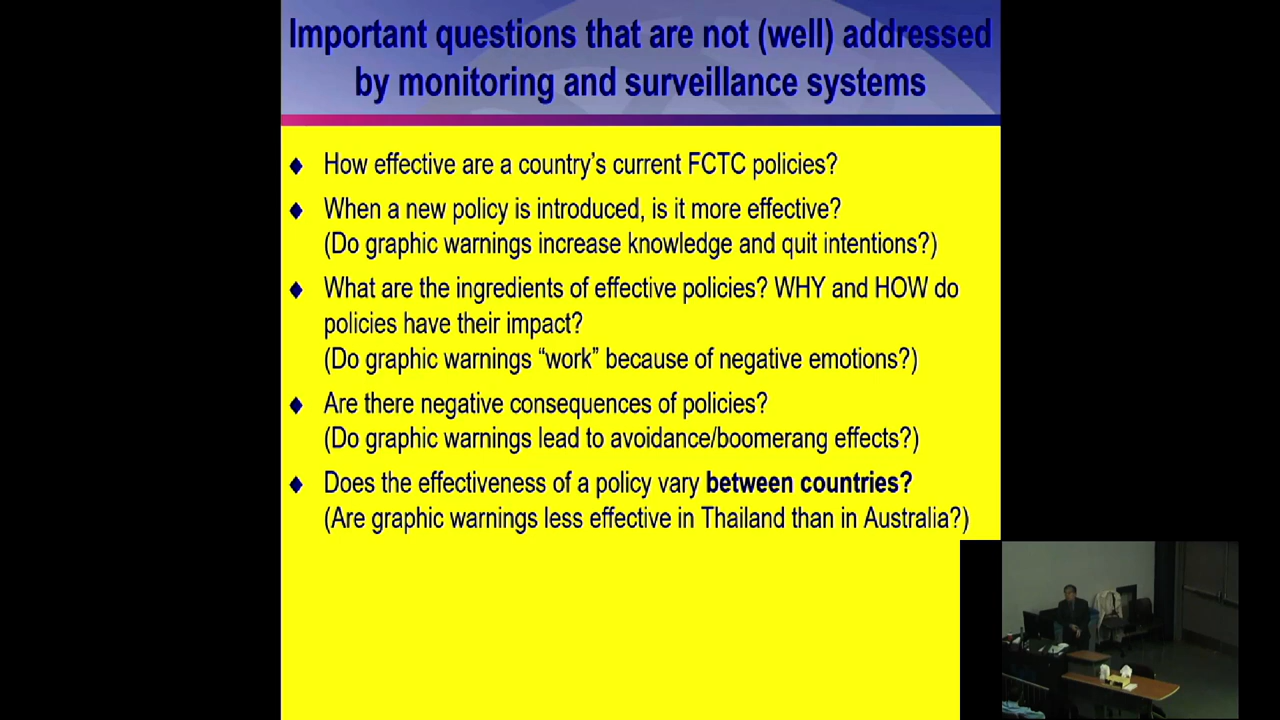 Important questions that are not (well) addressed
by monitoring and surveillance systems
How effective are a country’s current FCTC policies?
When a new policy is introduced, is it more effective?
(Do graphic warnings increase knowledge and quit intentions?)
What are the ingredients of effective policies? WHY and HOW do
policies have their impact?
(Do graphic warnings “work” because of negative emotions?)
Are there negative consequences of policies?
(Do graphic warnings lead to avoidance/boomerang effects?)
Does the effectiveness of a policy vary between countries?
(Are graphic warnings less effective in Thailand than in Australia?)